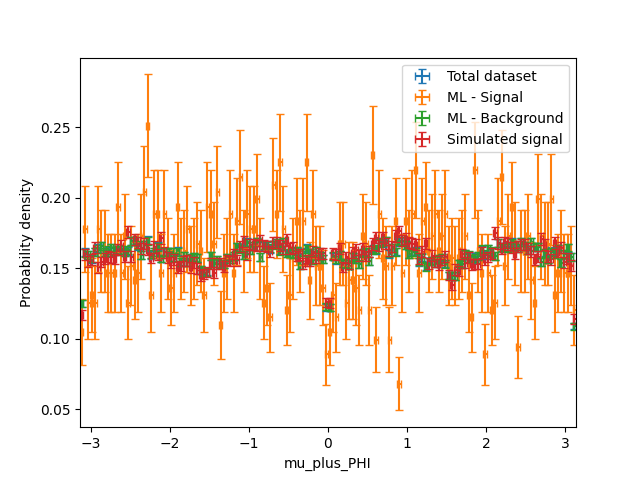 Total dataset
ML - Signal
ML - Background
Simulated signal
Probability density
0.25
0.20
0.15
0.10
0.05
−3
−2
−1
0
1
2
3
mu_plus_PHI